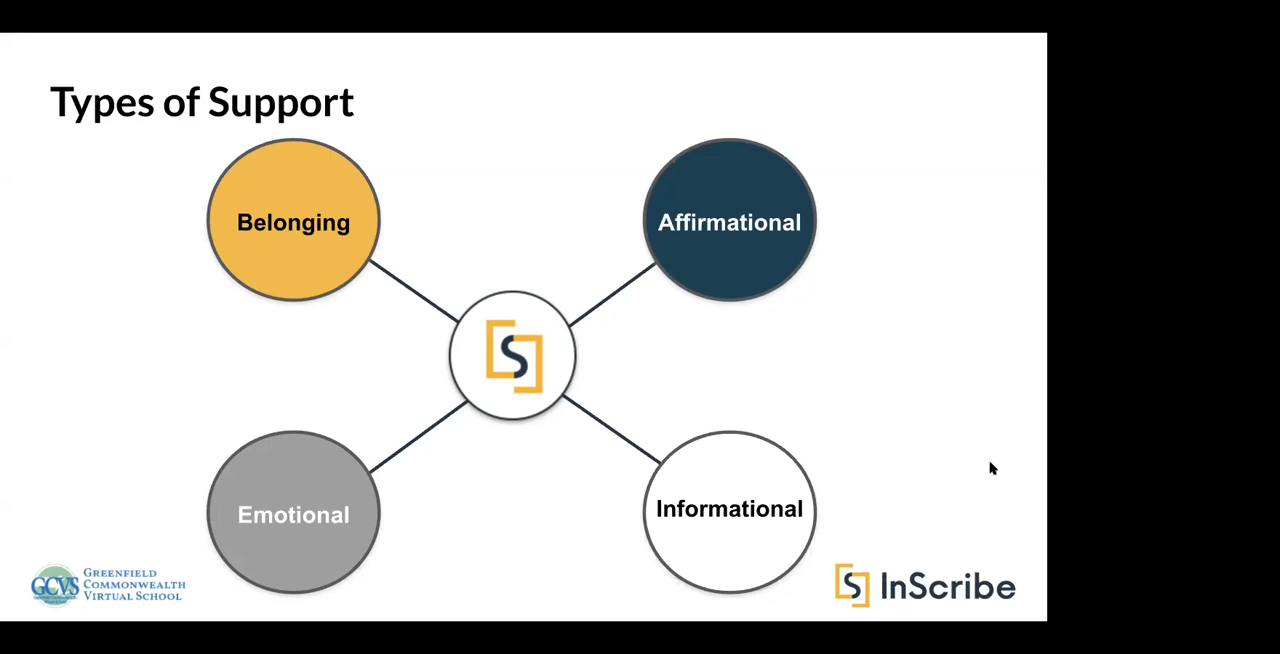 Types of Support
Belonging
Affirmational
S
Emotional
Informational
GCVS
GREENFIELD
COMMONWEALTH
VIRTUAL SCHOOL
S
InScribe